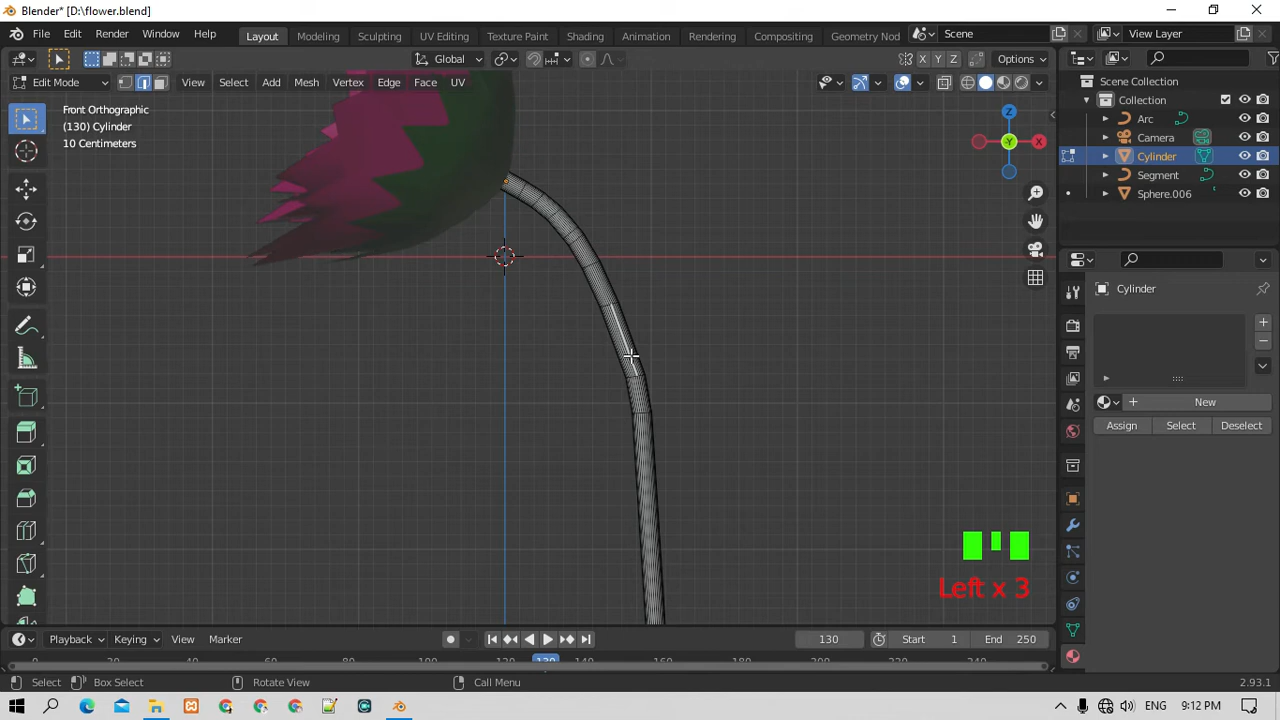 Blender* [D:\flower.blend]
File Edit Render Window Help Layout Modeling Sculpting UV Editing Texture Paint Shading Animation Rendering Compositing Geometry Nod Scene View Layer
Global X Y Z Options
Edit Mode View Select Add Mesh Vertex Edge Face UV
Scene Collection
Collection
Arc
Camera
Cylinder
Segment
Sphere.006
Front Orthographic
(130) Cylinder
10 Centimeters
Z
Y
X
Cylinder
New
Assign Select Deselect
Left x 3
Playback Keying View Marker 130 Start 1 End 250
0 80 160 240
Select Box Select Rotate View Call Menu 2.93.1
ENG 9:12 PM